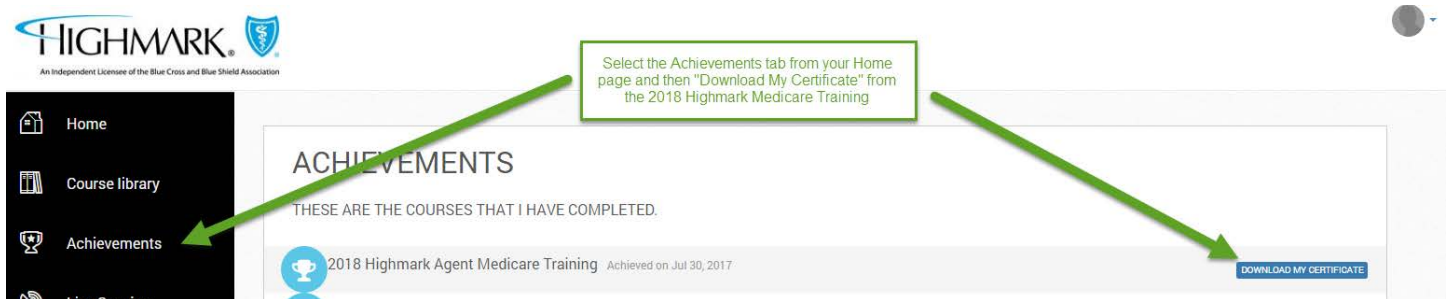 HIGHMARK®
An Independent Licensee of the Blue Cross and Blue Shield Association
Select the Achievements tab from your Home
page and then "Download My Certificate" from
the 2018 Highmark Medicare Training
Home
Course library
Achievements
ACHIEVEMENTS
THESE ARE THE COURSES THAT I HAVE COMPLETED.
2018 Highmark Agent Medicare Training Achieved on Jul 30, 2017
DOWNLOAD MY CERTIFICATE